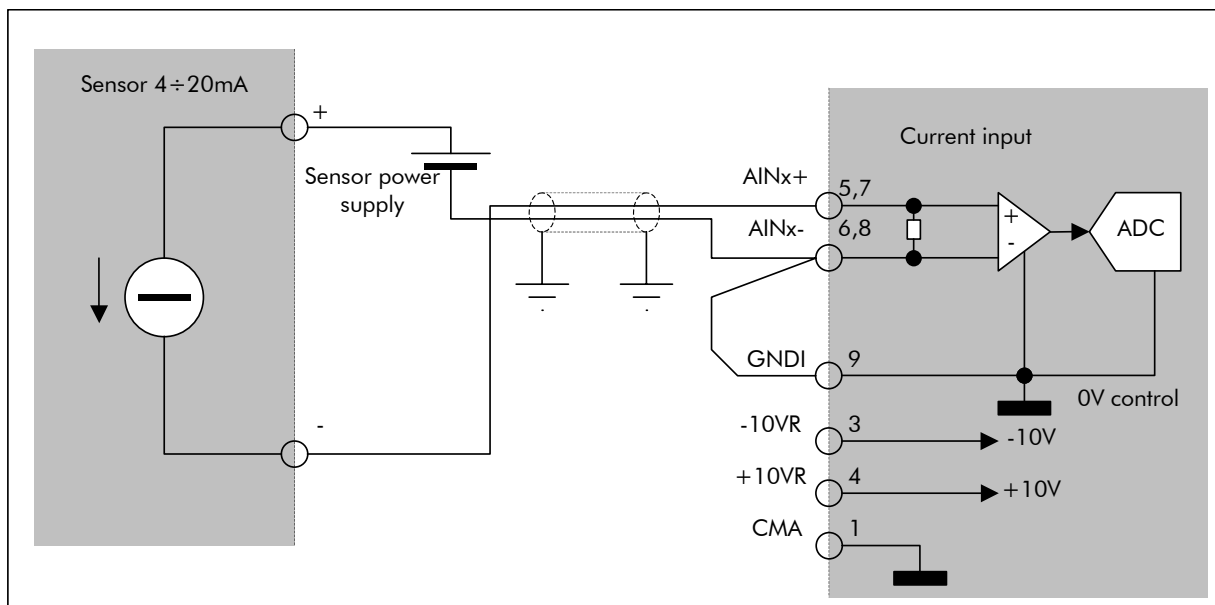 Sensor 4÷20mA
+
Sensor power
supply
-
Current input
AINx+
5,7
AINx-
6,8
+
-
ADC
GNDI
9
0V control
-10VR
3
-10V
+10VR
4
+10V
CMA
1